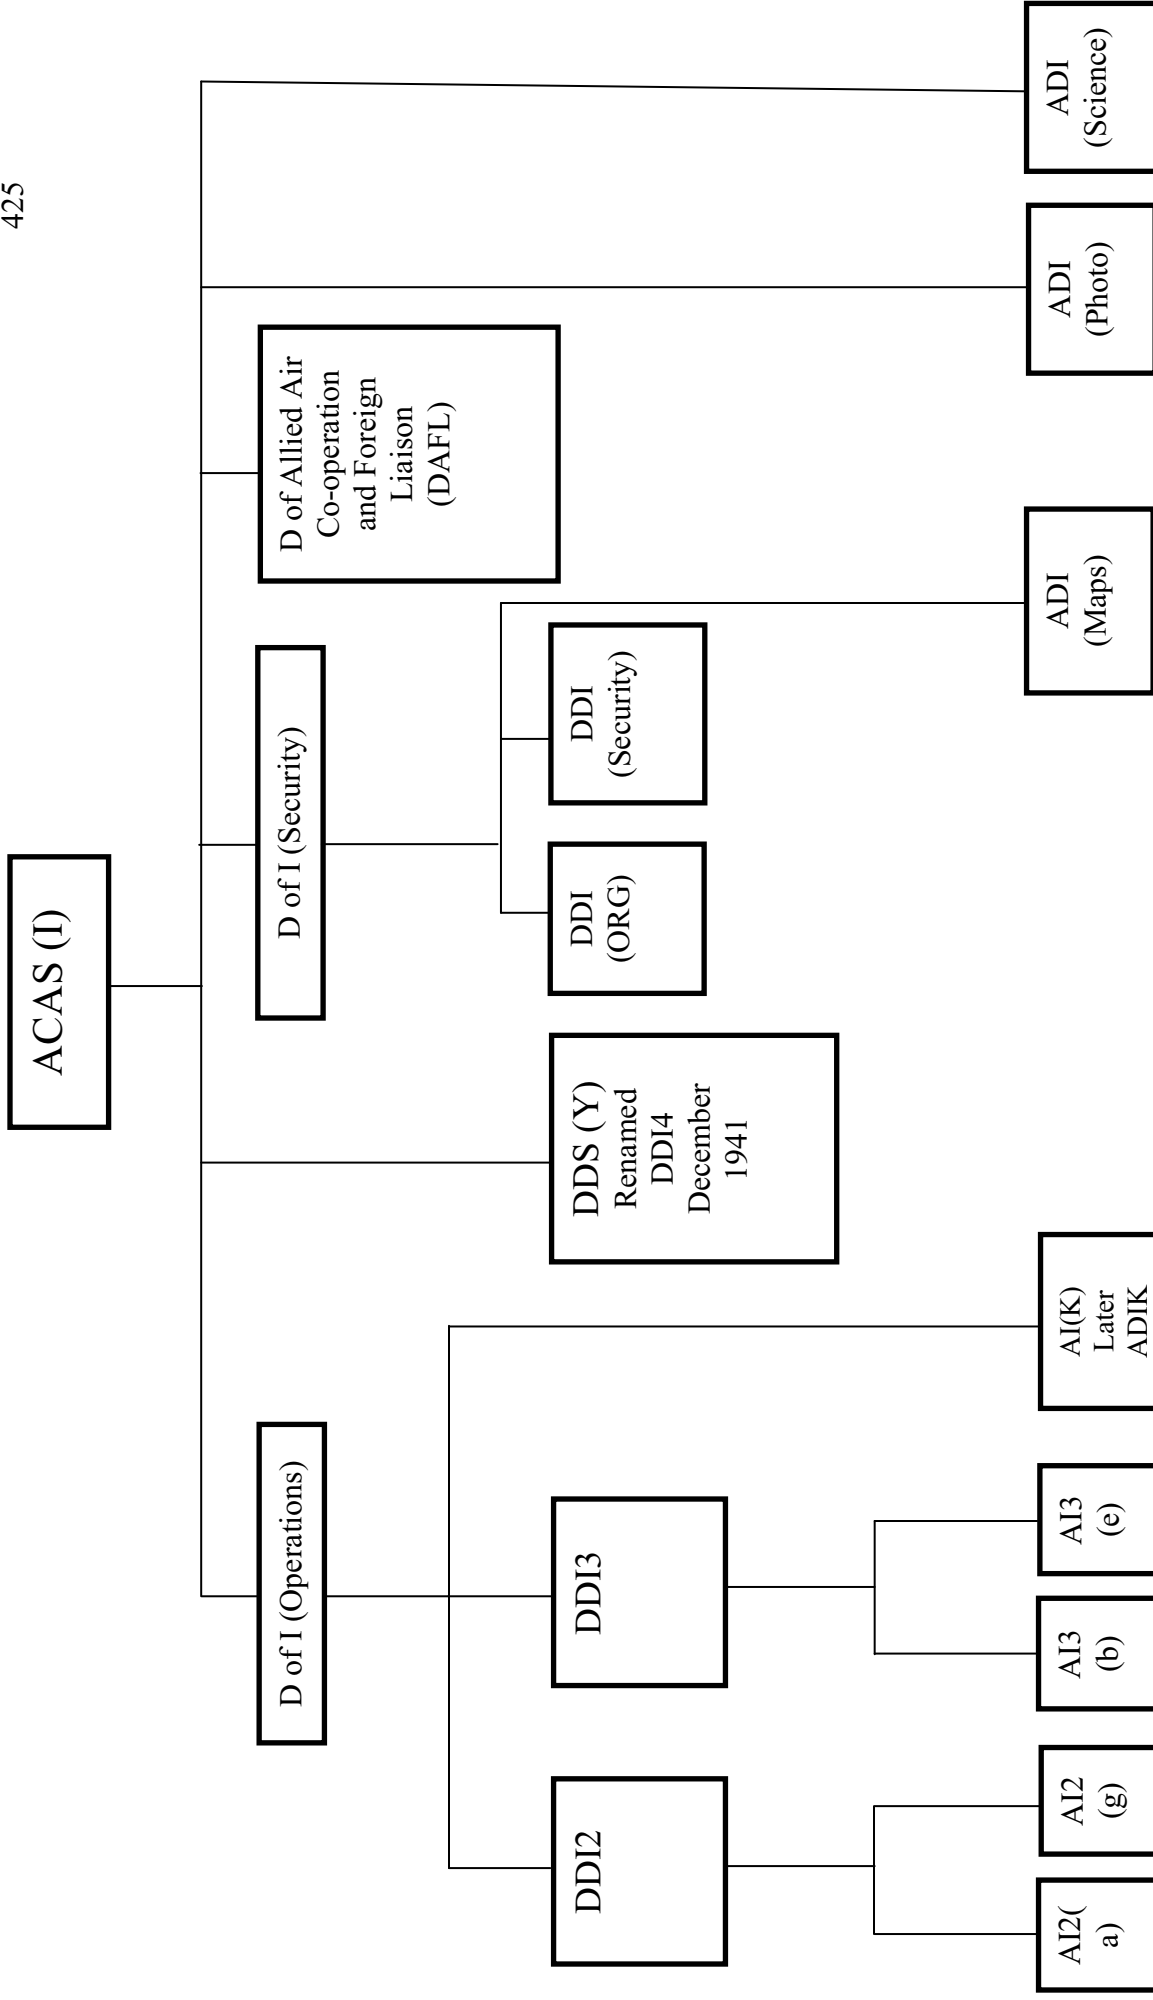 425
ACAS (I)
D of I (Operations)
D of I (Security)
D of Allied Air
Co-operation
and Foreign
Liaison
(DAFL)
DDI2
DDI3
DDS (Y)
Renamed
DDI4
December
1941
DDI
(ORG)
DDI
(Security)
AI2(
a)
AI2
(g)
AI3
(b)
AI3
(e)
AI(K)
Later
ADIK
ADI
(Maps)
ADI
(Photo)
ADI
(Science)